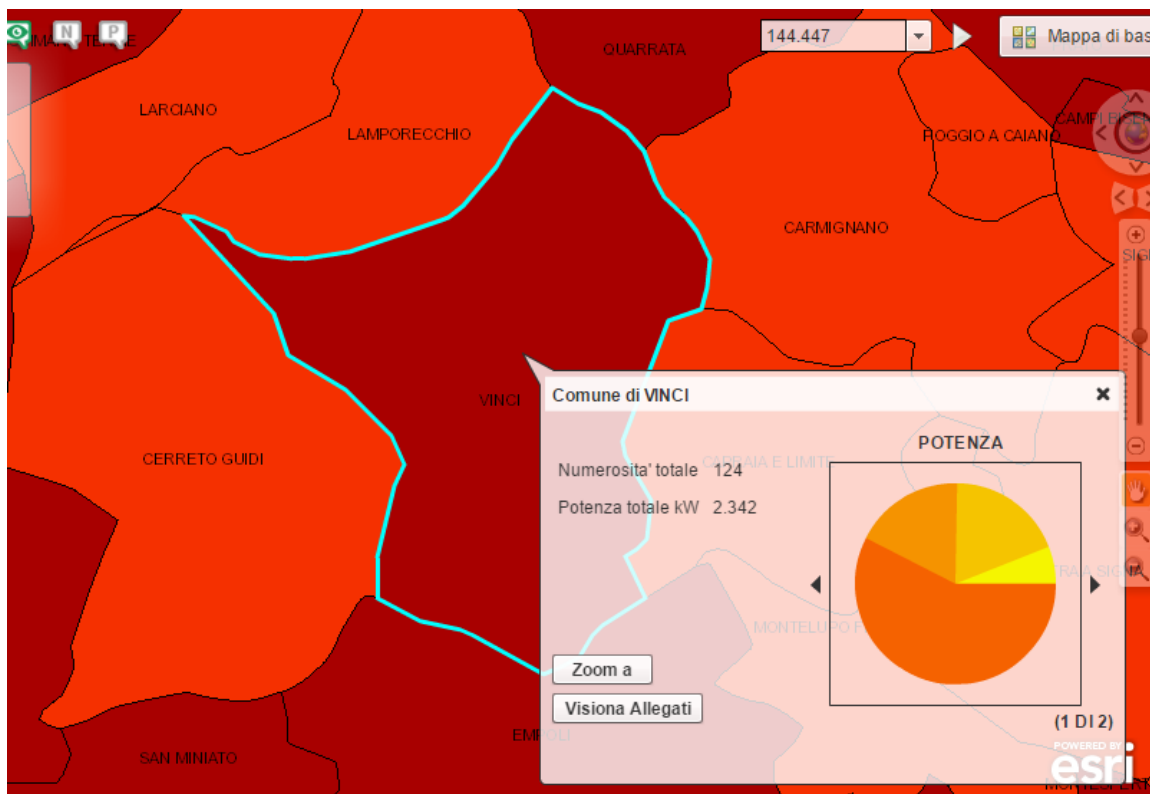 N
P
144.447
Mappa di bas
QUARRATA
LARCIANO
LAMPORECCHIO
POGGIO A CAIANO
CARMIGNANO
VINCI
CERRETO GUIDI
Comune di VINCI
POTENZA
CAPRAIA E LIMITE
Numerosita' totale 124
Potenza totale kW 2.342
MONTELUPO F
Zoom a
Visiona Allegati
(1 DI 2)
EMPOLI
SAN MINIATO
POWERED BY
esri